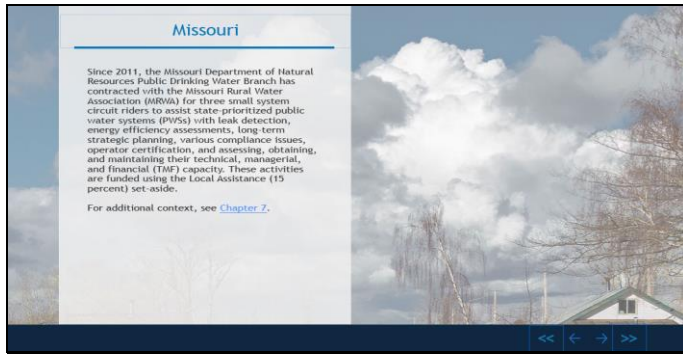 Missouri
Since 2011, the Missouri Department of Natural
Resources Public Drinking Water Branch has
contracted with the Missouri Rural Water
Association (MRWA) for three small system
circuit riders to assist state-prioritized public
water systems (PWSs) with leak detection,
energy efficiency assessments, long-term
strategic planning, various compliance issues,
operator certification, and assessing, obtaining,
and maintaining their technical, managerial,
and financial (TMF) capacity. These activities
are funded using the Local Assistance (15
percent) set-aside.
For additional context, see Chapter 7.
<< ← → >>